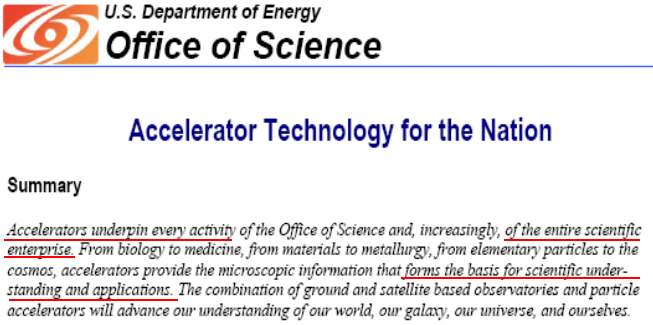 U.S. Department of Energy
Office of Science
Accelerator Technology for the Nation
Summary
Accelerators underpin every activity of the Office of Science and, increasingly, of the entire scientific
enterprise. From biology to medicine, from materials to metallurgy, from elementary particles to the
cosmos, accelerators provide the microscopic information that forms the basis for scientific under-
standing and applications. The combination of ground and satellite based observatories and particle
accelerators will advance our understanding of our world, our galaxy, our universe, and ourselves.